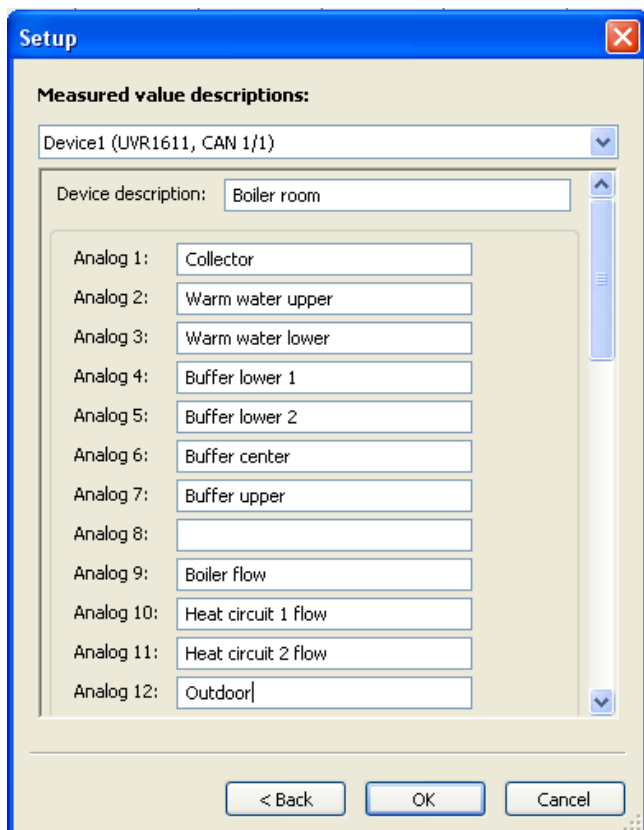 Setup
Measured value descriptions:
Device1 (UVR1611, CAN 1/1)
Device description: Boiler room
Analog 1: Collector
Analog 2: Warm water upper
Analog 3: Warm water lower
Analog 4: Buffer lower 1
Analog 5: Buffer lower 2
Analog 6: Buffer center
Analog 7: Buffer upper
Analog 8:
Analog 9: Boiler flow
Analog 10: Heat circuit 1 flow
Analog 11: Heat circuit 2 flow
Analog 12: Outdoor
< Back OK Cancel